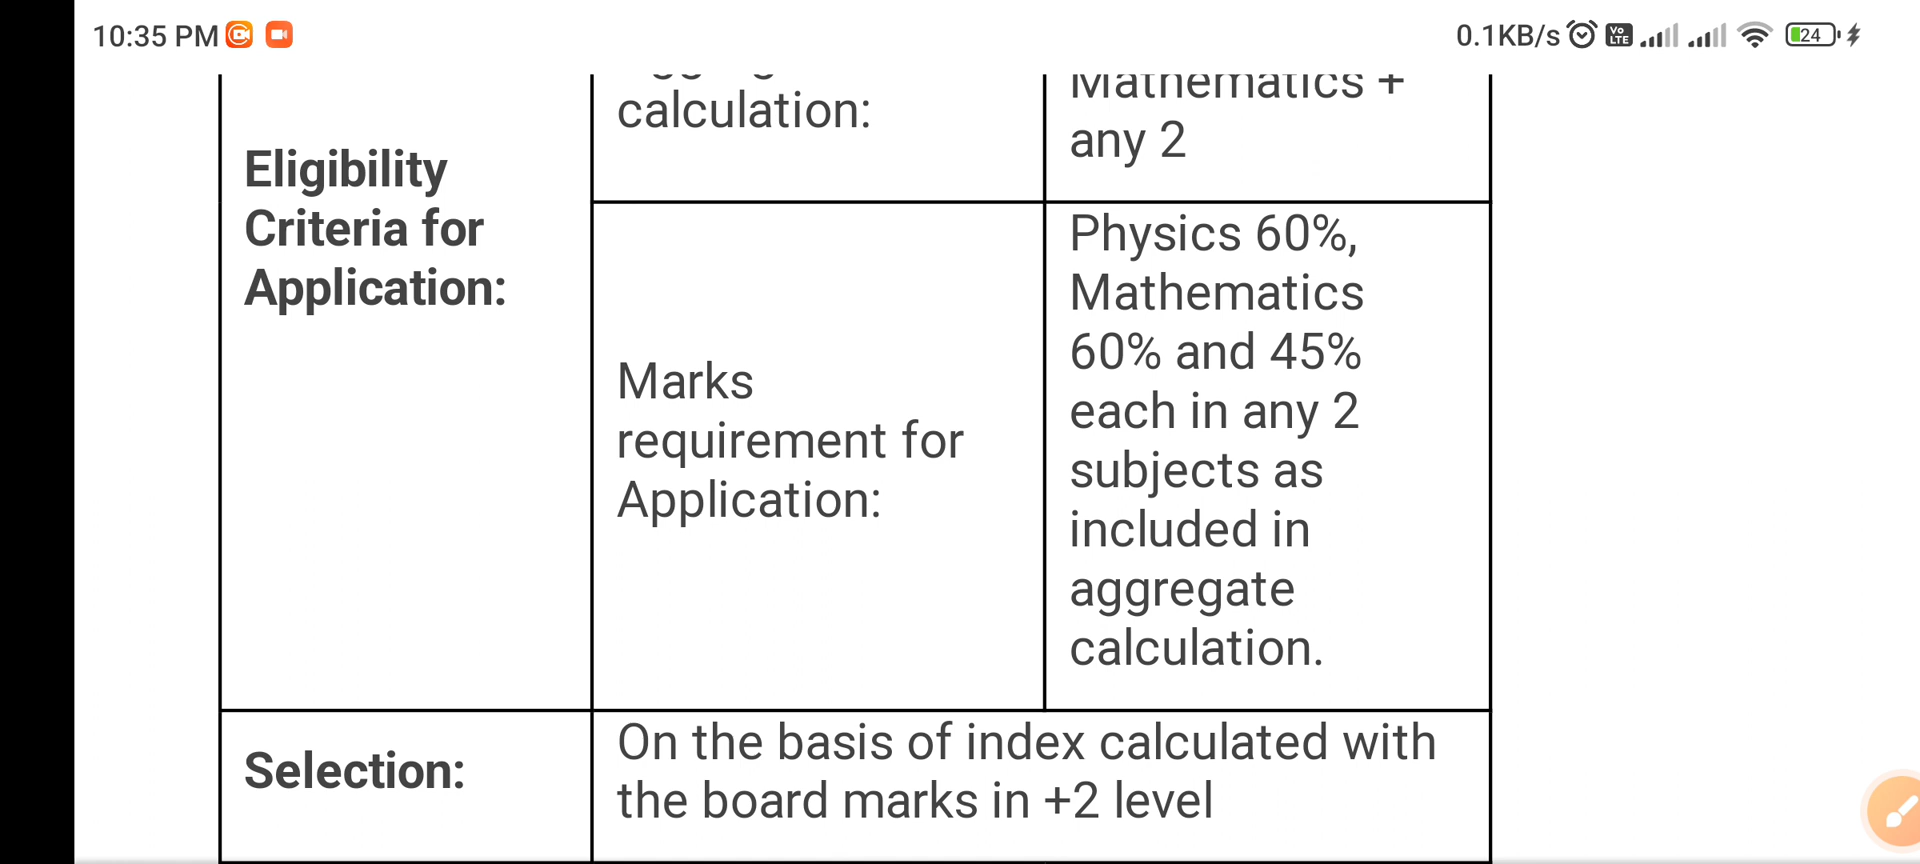 10:35 PM
0.1KB/s
Vo LTE
24
calculation:
Mathematics +
any 2
Eligibility
Criteria for
Application:
Marks
requirement for
Application:
Physics 60%,
Mathematics
60% and 45%
each in any 2
subjects as
included in
aggregate
calculation.
Selection:
On the basis of index calculated with
the board marks in +2 level